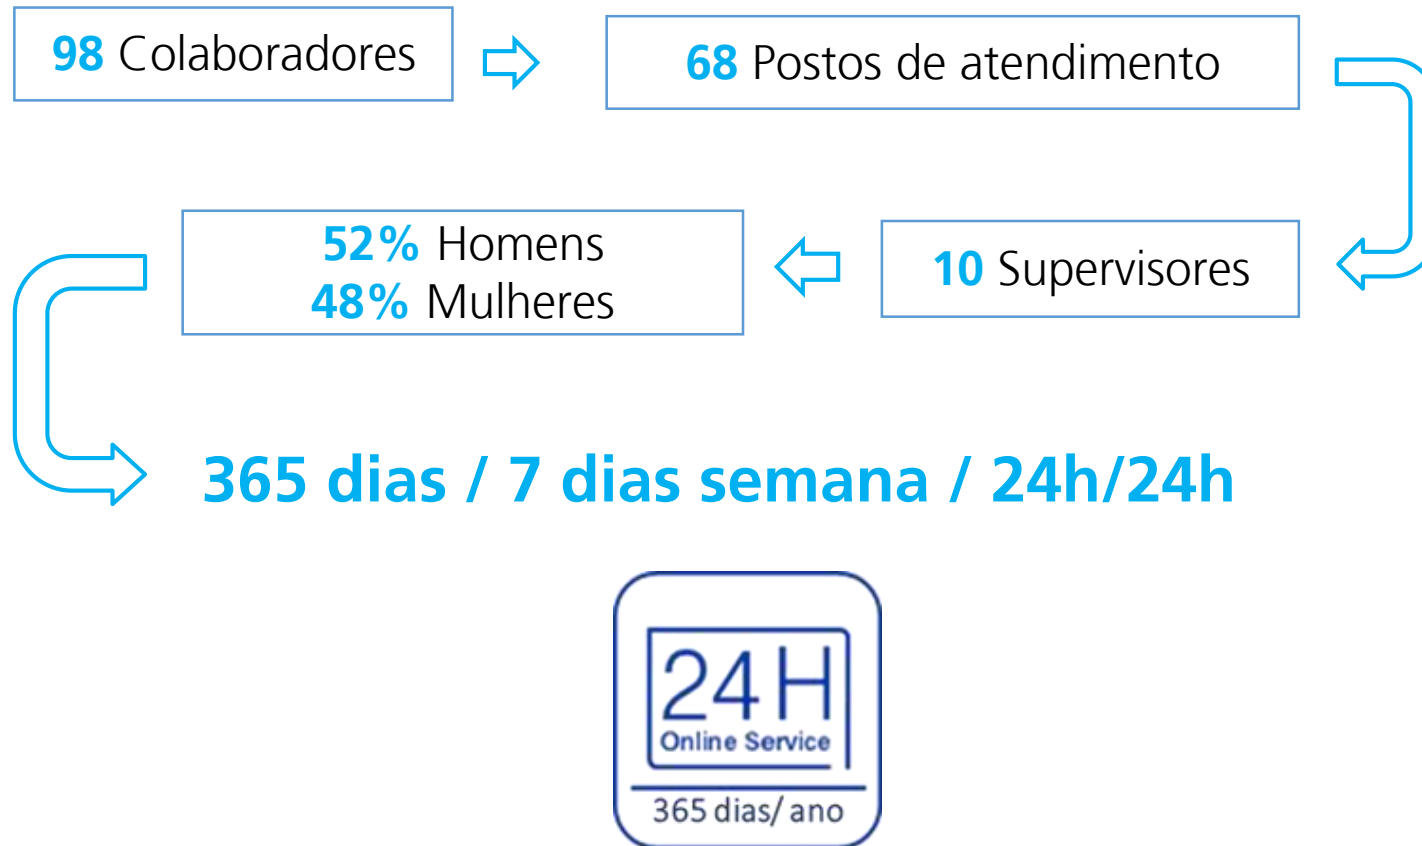 98 Colaboradores
68 Postos de atendimento
10 Supervisores
52% Homens
48% Mulheres
365 dias / 7 dias semana / 24h/24h
24H
Online Service
365 dias/ ano